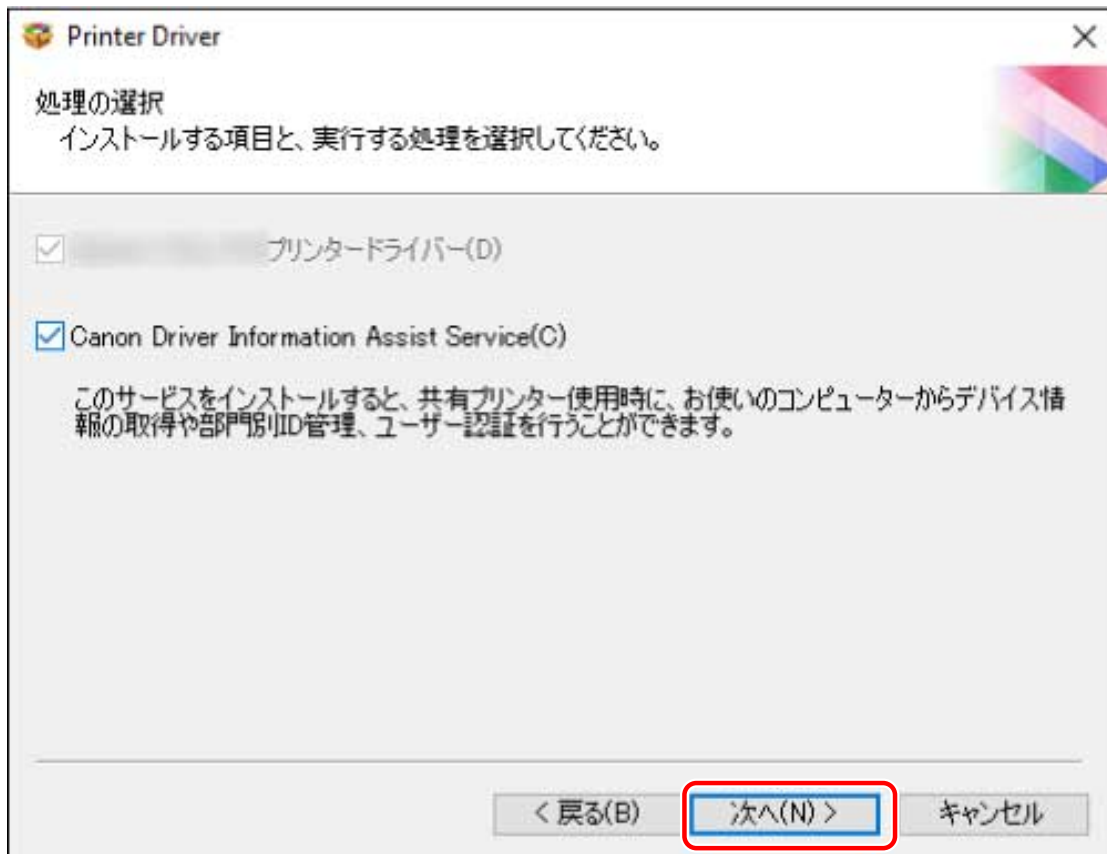 Printer Driver
処理の選択
インストールする項目と、実行する処理を選択してください。
プリンタードライバー(D)
Canon Driver Information Assist Service(C)
このサービスをインストールすると、共有プリンター使用時に、お使いのコンピューターからデバイス情
報の取得や部門別ID管理、ユーザー認証を行うことができます。
< 戻る(B)
次へ(N) >
キャンセル